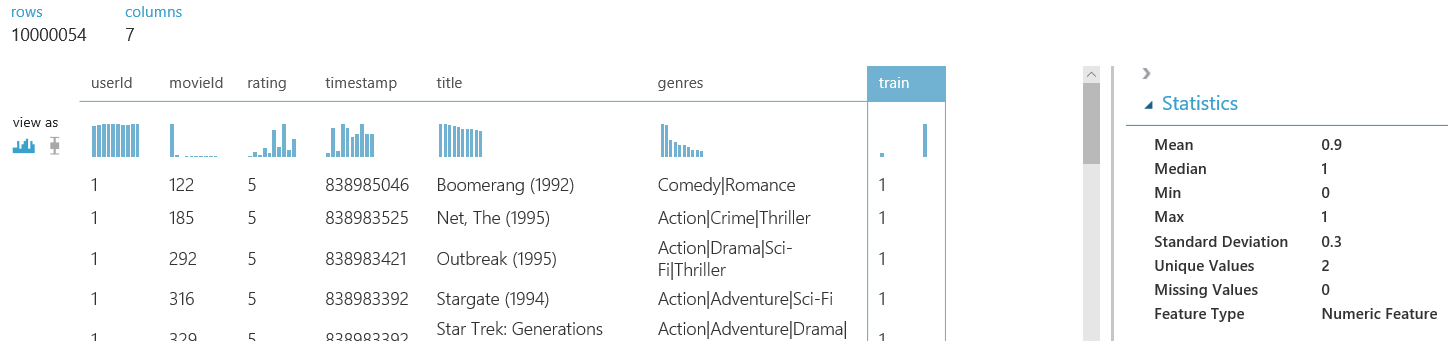 rows columns
10000054 7
userId movieId rating timestamp title genres train
view as
1 122 5 838985046 Boomerang (1992) Comedy|Romance 1
1 185 5 838983525 Net, The (1995) Action|Crime|Thriller 1
1 292 5 838983421 Outbreak (1995) Action|Drama|Sci-
Fi|Thriller 1
1 316 5 838983392 Stargate (1994) Action|Adventure|Sci-Fi 1
1 329 5 838983392 Star Trek: Generations Action|Adventure|Drama| 1
Statistics
Mean 0.9
Median 1
Min 0
Max 1
Standard Deviation 0.3
Unique Values 2
Missing Values 0
Feature Type Numeric Feature